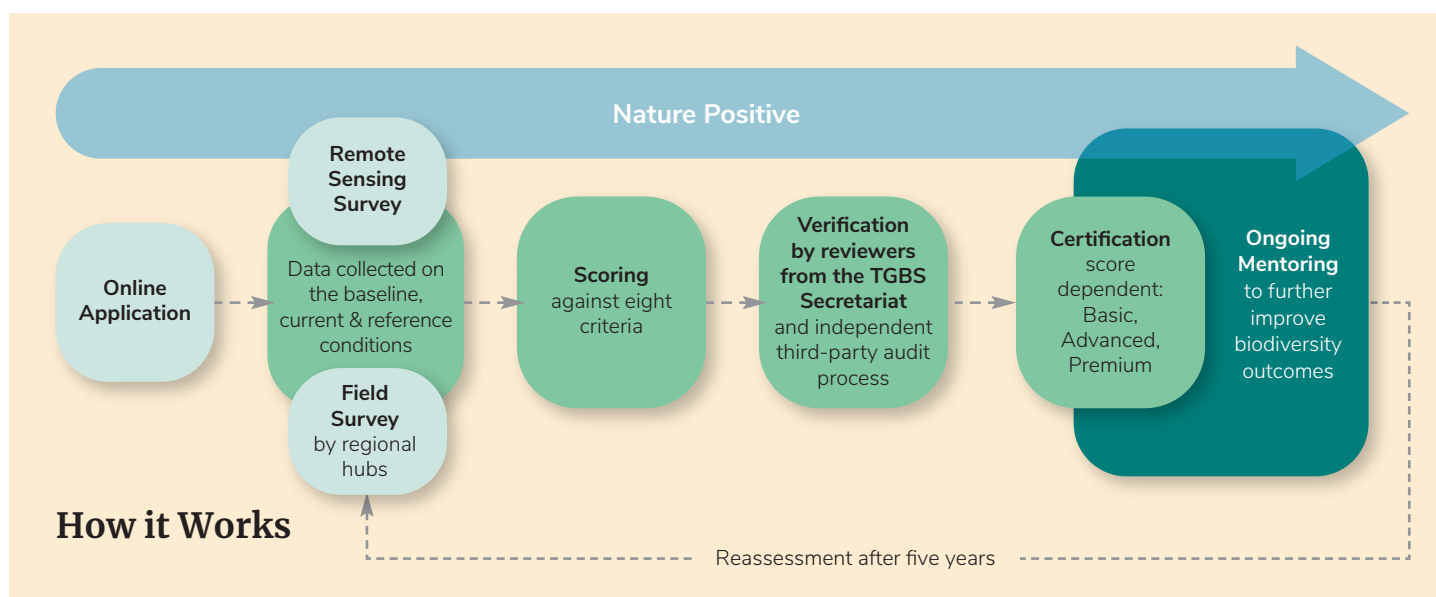 Nature Positive
Online
Application
Remote
Sensing
Survey
Data collected on
the baseline,
current & reference
conditions
Field
Survey
by regional
hubs
Scoring
against eight
criteria
Verification
by reviewers
from the TGBS
Secretariat
and independent
third-party audit
process
Certification
score
dependent:
Basic,
Advanced,
Premium
Ongoing
Mentoring
to further
improve
biodiversity
outcomes
How it Works
Reassessment after five years